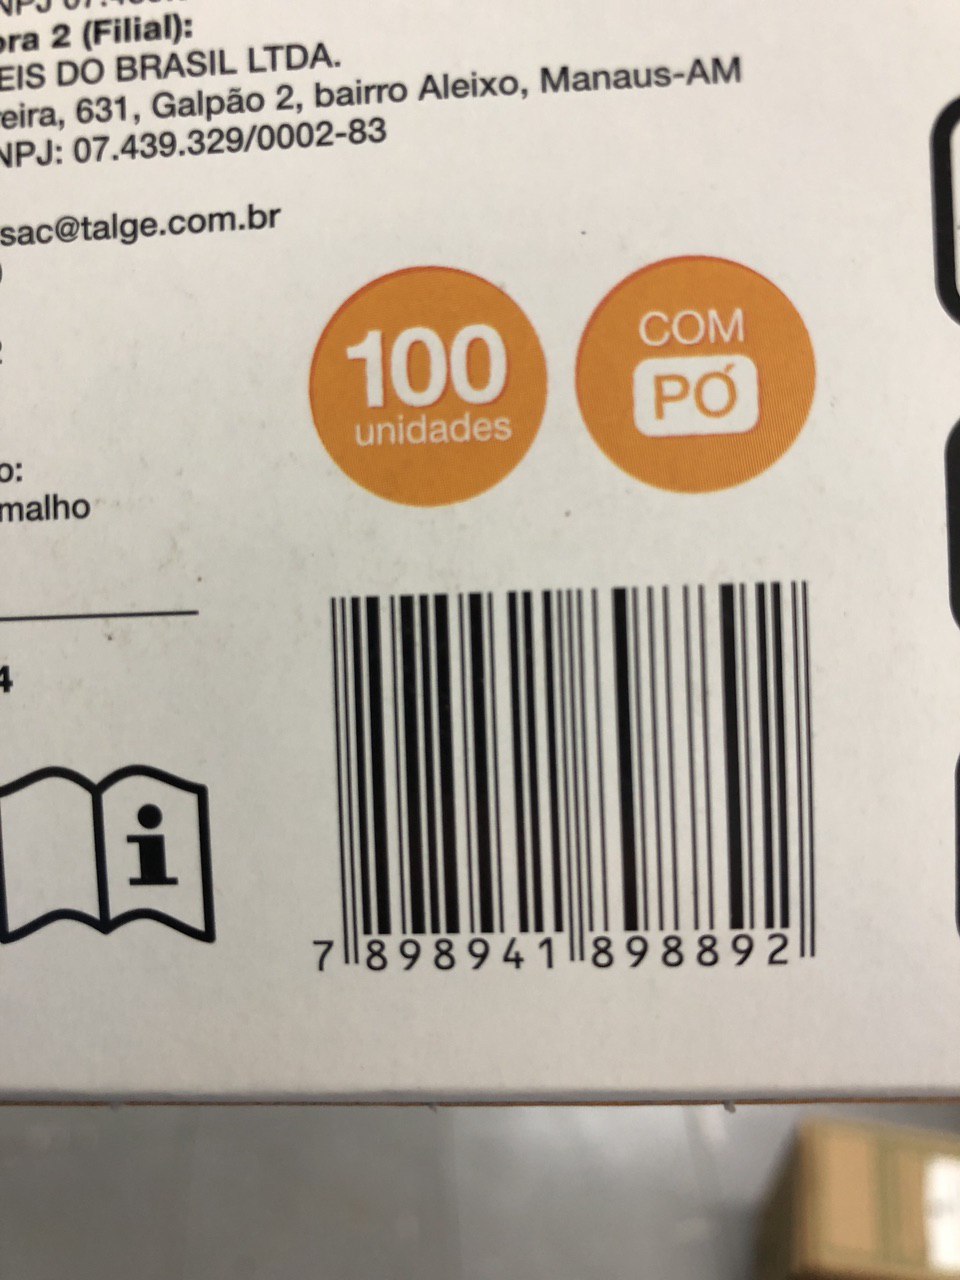 ora 2 (Filial):
EIS DO BRASIL LTDA.
eira, 631, Galpão 2, bairro Aleixo, Manaus-AM
NPJ: 07.439.329/0002-83
sac@talge.com.br
100
unidades
COM
PÓ
o:
malho
4
i
7 898941 898892